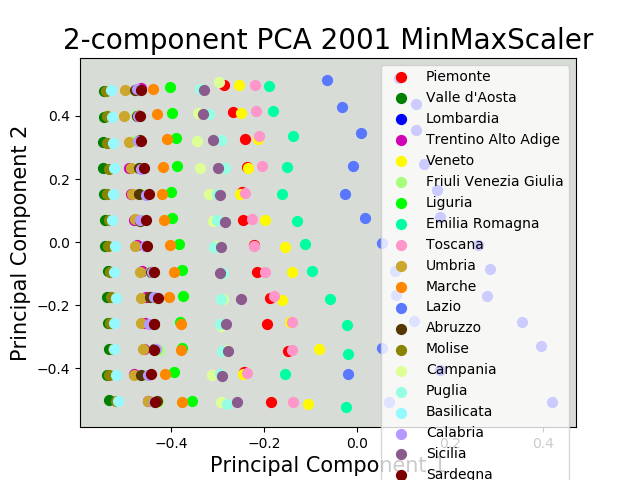 2-component PCA 2001 MinMaxScaler
Principal Component 2
0.4
0.2
0.0
−0.2
−0.4
−0.4
−0.2
0.0
0.2
0.4
Principal Component 1
Piemonte
Valle d'Aosta
Lombardia
Trentino Alto Adige
Veneto
Friuli Venezia Giulia
Liguria
Emilia Romagna
Toscana
Umbria
Marche
Lazio
Abruzzo
Molise
Campania
Puglia
Basilicata
Calabria
Sicilia
Sardegna